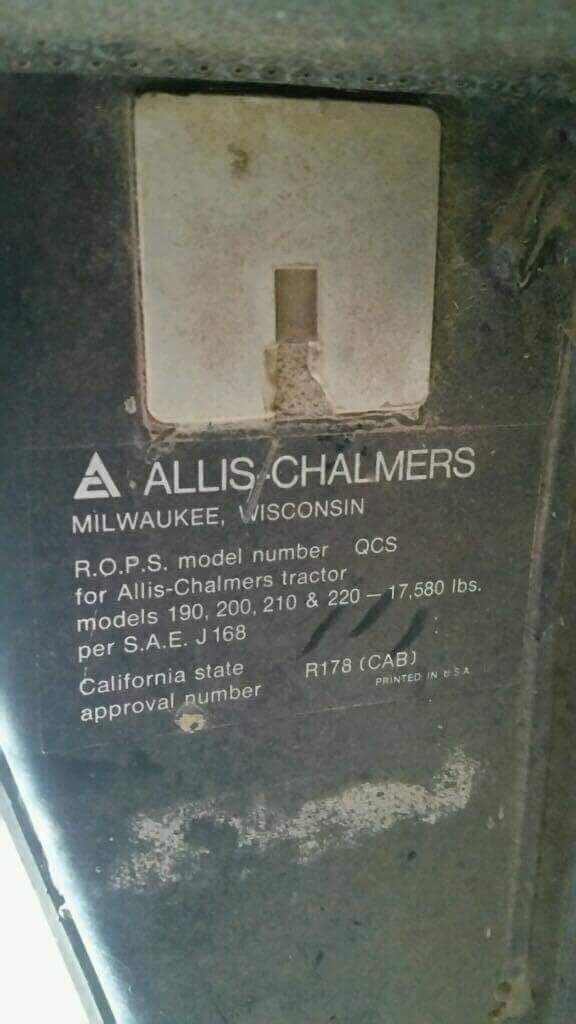 ALLIS-CHALMERS
MILWAUKEE, WISCONSIN
R.O.P.S. model number QCS
for Allis-Chalmers tractor
models 190, 200, 210 & 220 — 17,580 lbs.
per S.A.E. J168
California state
approval number R178 (CAB)
PRINTED IN U.S.A.